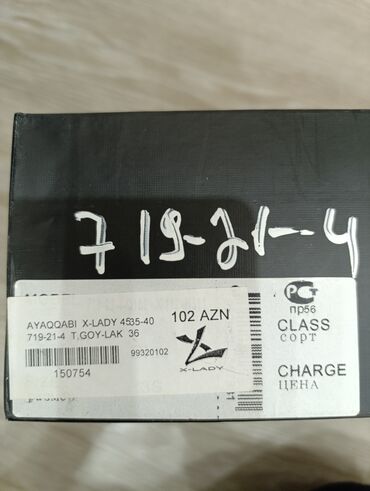 719-21-4
AYAQQABI X-LADY 4535-40
719-21-4 T.GOY-LAK 36
99320102
150754
102 AZN
X-LADY
РСТ
пр56
CLASS
СОРТ
CHARGE
ЦЕНА